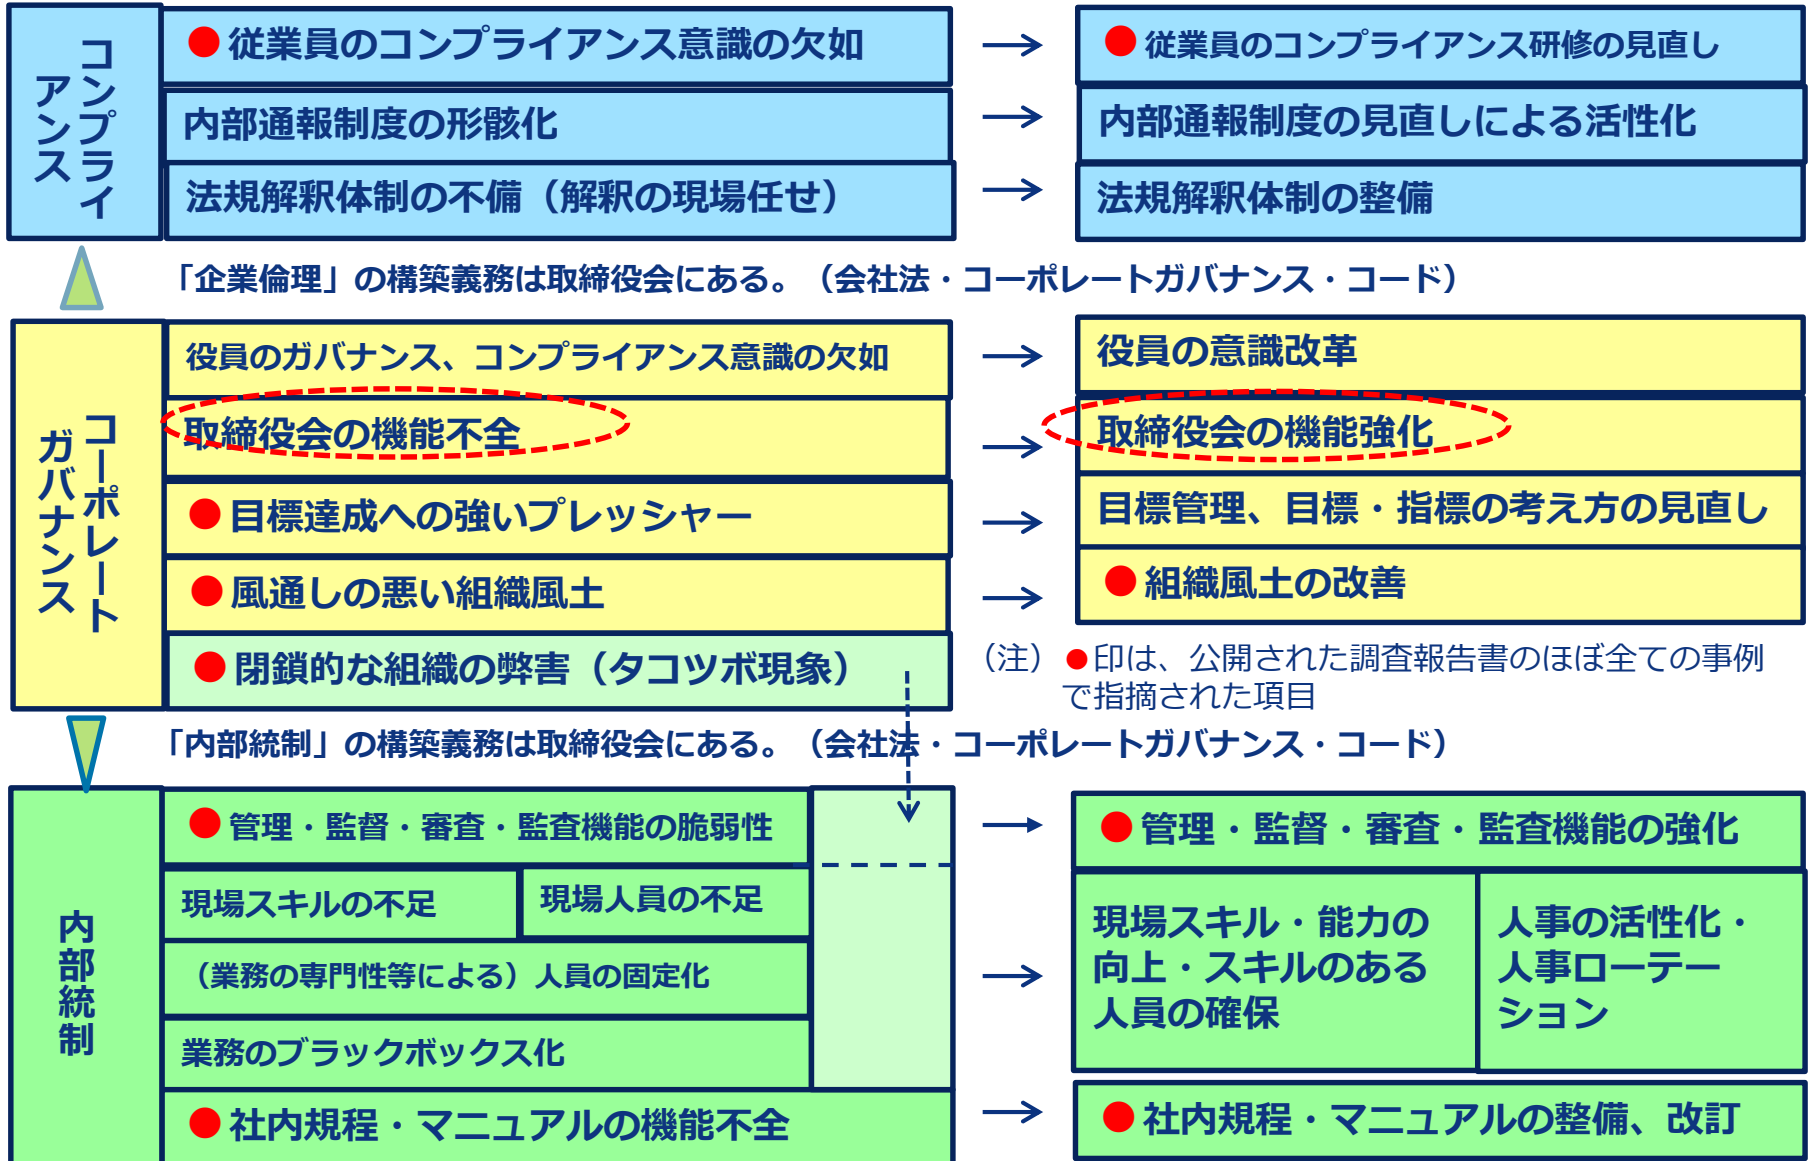 コンプライ
アンス
●従業員のコンプライアンス意識の欠如
●従業員のコンプライアンス研修の見直し
内部通報制度の形骸化
内部通報制度の見直しによる活性化
法規解釈体制の不備（解釈の現場任せ）
法規解釈体制の整備
「企業倫理」の構築義務は取締役会にある。（会社法・コーポレートガバナンス・コード）
コーポレート
ガバナンス
役員のガバナンス、コンプライアンス意識の欠如
役員の意識改革
取締役会の機能不全
取締役会の機能強化
●目標達成への強いプレッシャー
目標管理、目標・指標の考え方の見直し
●風通しの悪い組織風土
●組織風土の改善
●閉鎖的な組織の弊害（タコツボ現象）
（注）●印は、公開された調査報告書のほぼ全ての事例
で指摘された項目
「内部統制」の構築義務は取締役会にある。（会社法・コーポレートガバナンス・コード）
内部統制
●管理・監督・審査・監査機能の脆弱性
●管理・監督・審査・監査機能の強化
現場スキルの不足
現場人員の不足
（業務の専門性等による）人員の固定化
業務のブラックボックス化
現場スキル・能力の
向上・スキルのある
人員の確保
人事の活性化・
人事ローテー
ション
●社内規程・マニュアルの機能不全
●社内規程・マニュアルの整備、改訂